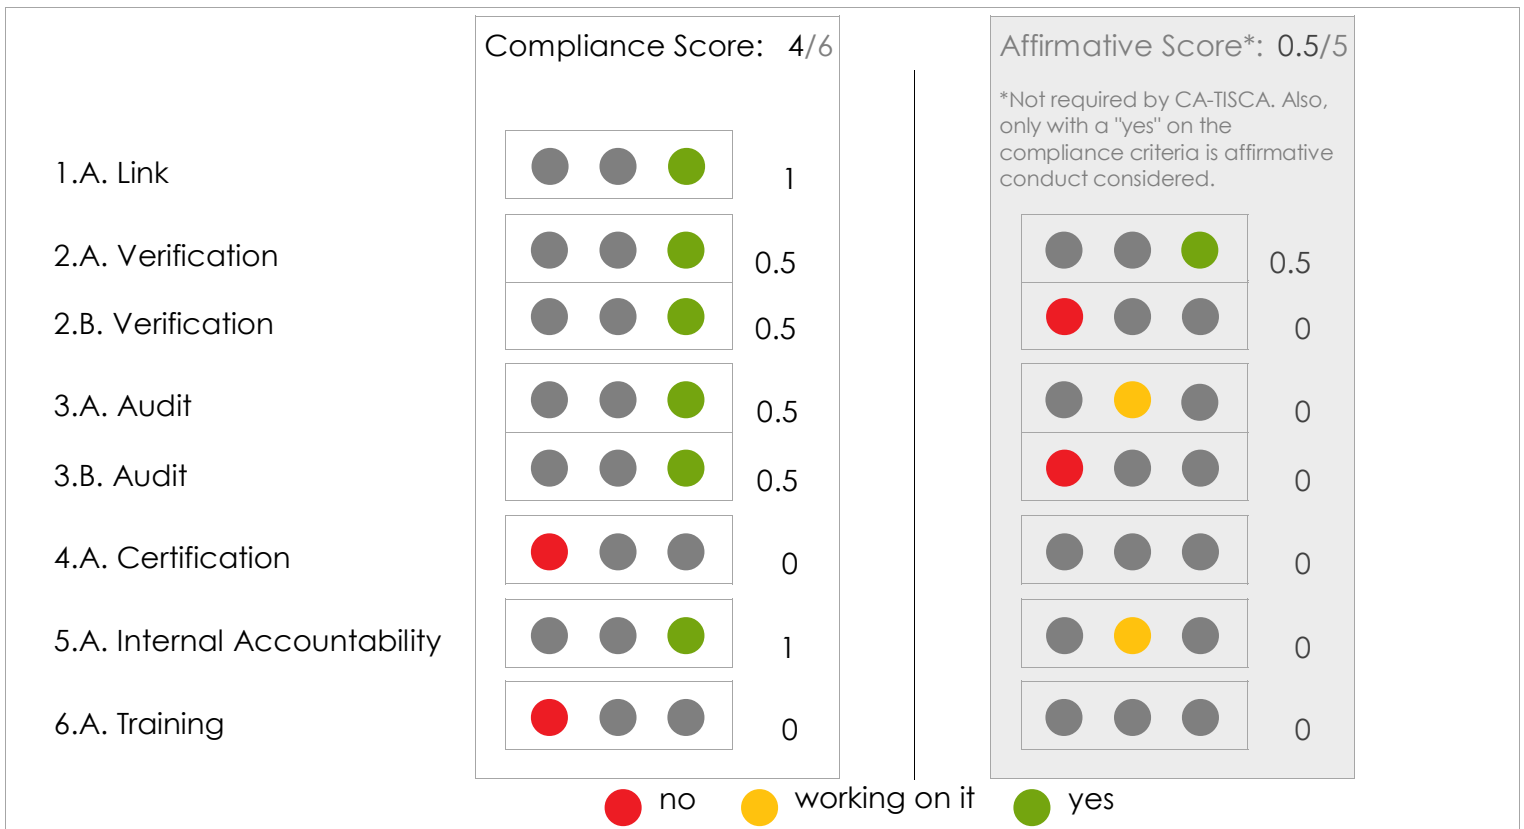 Compliance Score: 4/6
Affirmative Score*: 0.5/5
*Not required by CA-TISCA. Also,
only with a "yes" on the
compliance criteria is affirmative
conduct considered.
1.A. Link 1
2.A. Verification 0.5 0.5
2.B. Verification 0.5 0
3.A. Audit 0.5 0
3.B. Audit 0.5 0
4.A. Certification 0 0
5.A. Internal Accountability 1 0
6.A. Training 0 0
no working on it yes